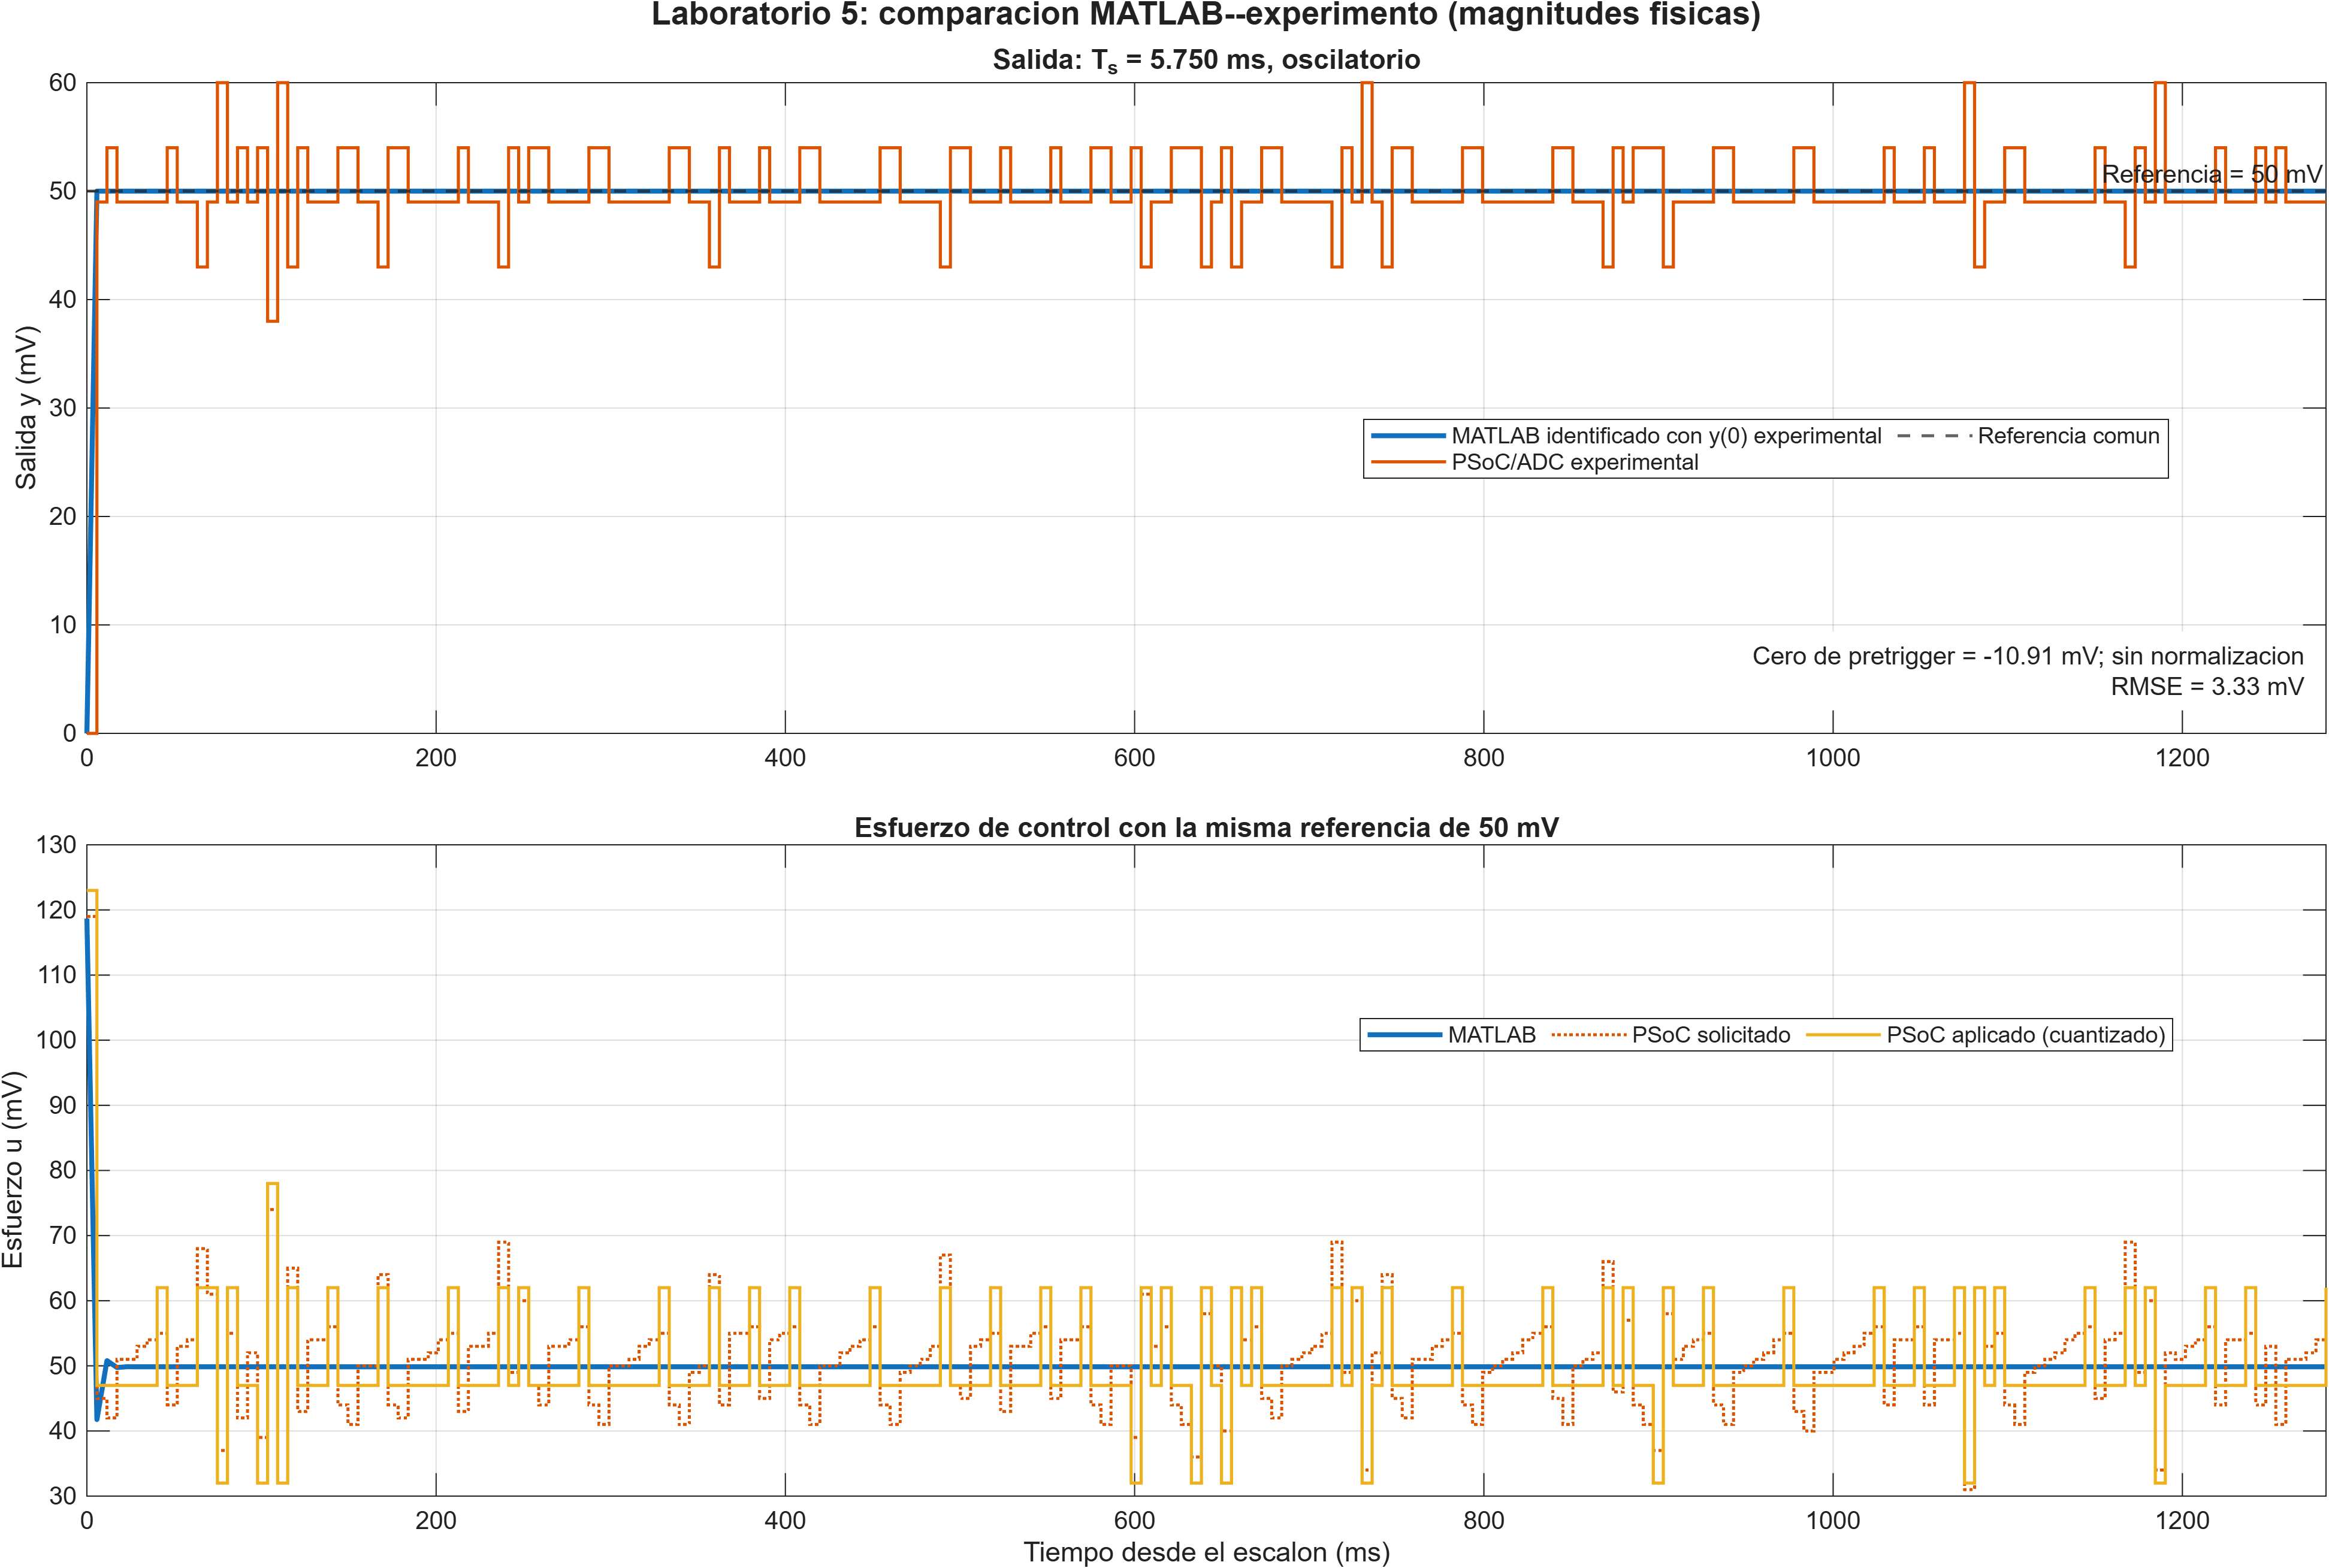 Laboratorio 5: comparacion MATLAB--experimento (magnitudes fisicas)
Salida: Ts = 5.750 ms, oscilatorio
60
50
40
30
20
10
0
Salida y (mV)
Referencia = 50 mV
MATLAB identificado con y(0) experimental
Referencia comun
PSoC/ADC experimental
Cero de pretrigger = -10.91 mV; sin normalizacion
RMSE = 3.33 mV
0 200 400 600 800 1000 1200
Esfuerzo de control con la misma referencia de 50 mV
130
120
110
100
90
80
70
60
50
40
30
Esfuerzo u (mV)
MATLAB PSoC solicitado PSoC aplicado (cuantizado)
0 200 400 600 800 1000 1200
Tiempo desde el escalon (ms)